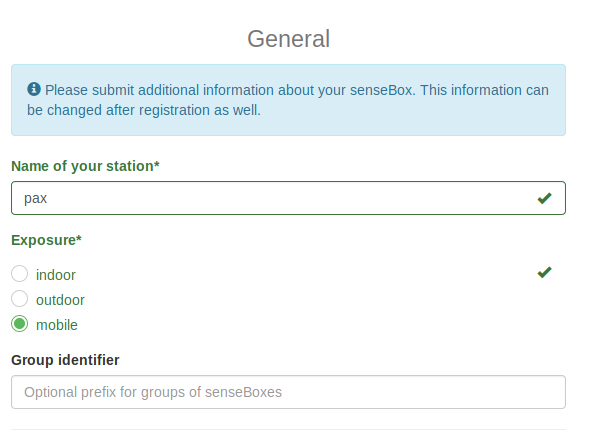 General
Please submit additional information about your senseBox. This information can
be changed after registration as well.
Name of your station*
pax
Exposure*
indoor
outdoor
mobile
Group identifier
Optional prefix for groups of senseBoxes